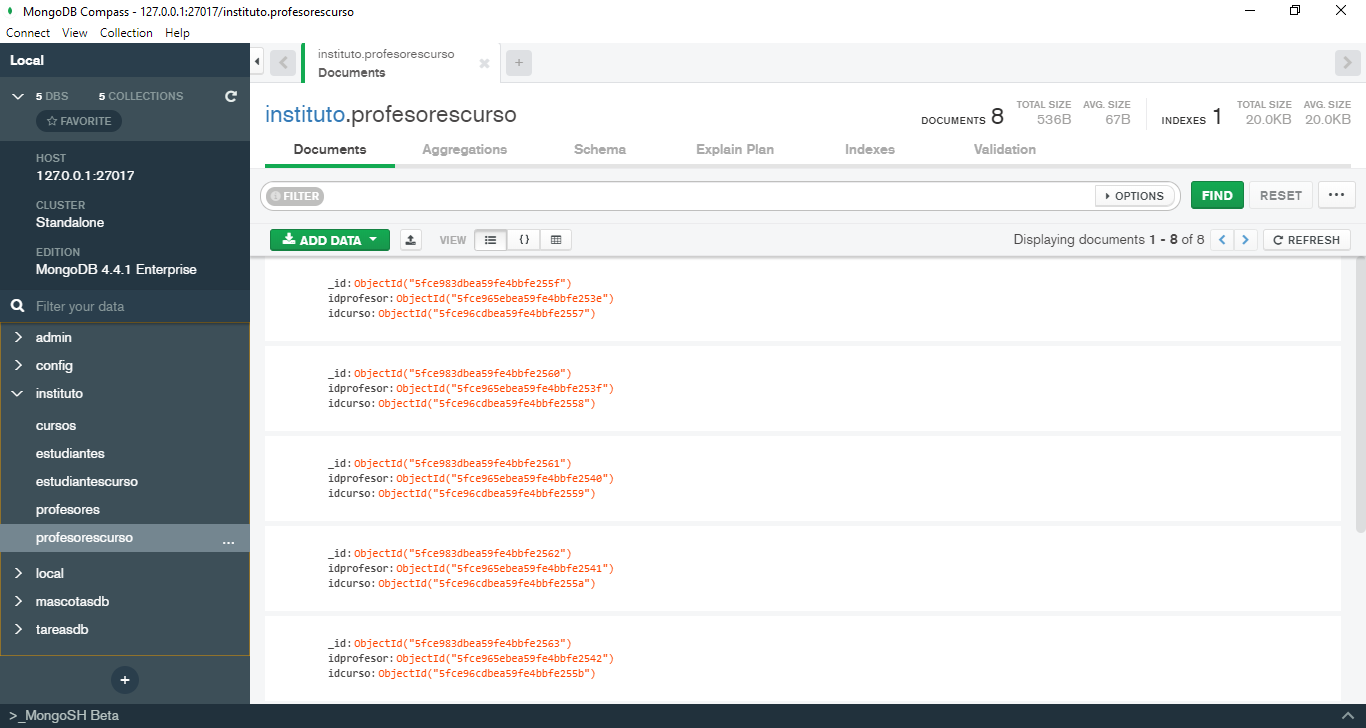 MongoDB Compass - 127.0.0.1:27017/instituto.profesorescurso
Connect View Collection Help
Local
5 DBS 5 COLLECTIONS
FAVORITE
HOST
127.0.0.1:27017
CLUSTER
Standalone
EDITION
MongoDB 4.4.1 Enterprise
Filter your data
admin
config
instituto
cursos
estudiantes
estudiantescurso
profesores
profesorescurso ...
local
mascotasdb
tareasdb
+
instituto.profesorescurso
Documents
+
instituto.profesorescurso
DOCUMENTS 8 TOTAL SIZE 536B AVG. SIZE 67B INDEXES 1 TOTAL SIZE 20.0KB AVG. SIZE 20.0KB
Documents Aggregations Schema Explain Plan Indexes Validation
FILTER OPTIONS FIND RESET ...
ADD DATA VIEW {} Displaying documents 1 - 8 of 8 REFRESH
_id: ObjectId("5fce983dbea59fe4bbfe255f")
idprofesor: ObjectId("5fce965ebea59fe4bbfe253e")
idcurso: ObjectId("5fce96cdbea59fe4bbfe2557")
_id: ObjectId("5fce983dbea59fe4bbfe2560")
idprofesor: ObjectId("5fce965ebea59fe4bbfe253f")
idcurso: ObjectId("5fce96cdbea59fe4bbfe2558")
_id: ObjectId("5fce983dbea59fe4bbfe2561")
idprofesor: ObjectId("5fce965ebea59fe4bbfe2540")
idcurso: ObjectId("5fce96cdbea59fe4bbfe2559")
_id: ObjectId("5fce983dbea59fe4bbfe2562")
idprofesor: ObjectId("5fce965ebea59fe4bbfe2541")
idcurso: ObjectId("5fce96cdbea59fe4bbfe255a")
_id: ObjectId("5fce983dbea59fe4bbfe2563")
idprofesor: ObjectId("5fce965ebea59fe4bbfe2542")
idcurso: ObjectId("5fce96cdbea59fe4bbfe255b")
>_MongoSH Beta